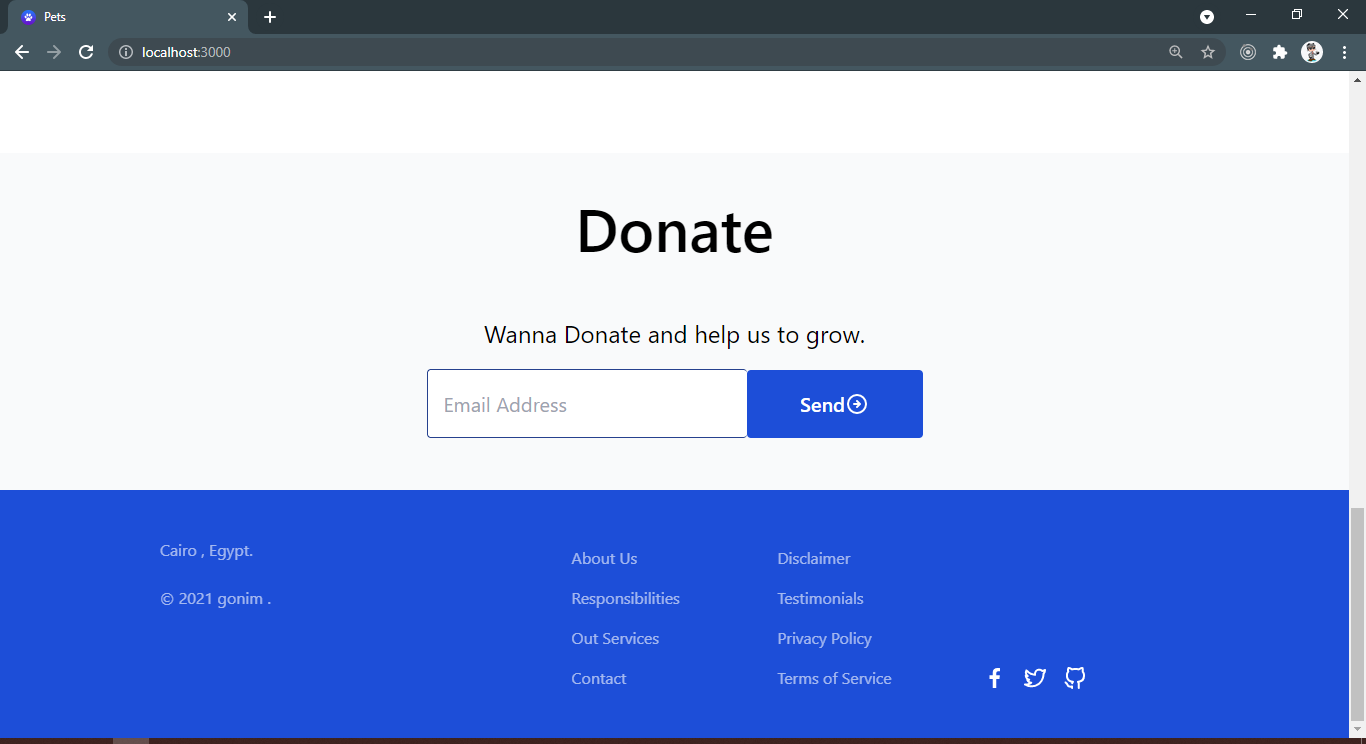 Pets
localhost:3000
Donate
Wanna Donate and help us to grow.
Email Address
Send
Cairo , Egypt.
© 2021 gonim .
About Us
Responsibilities
Out Services
Contact
Disclaimer
Testimonials
Privacy Policy
Terms of Service